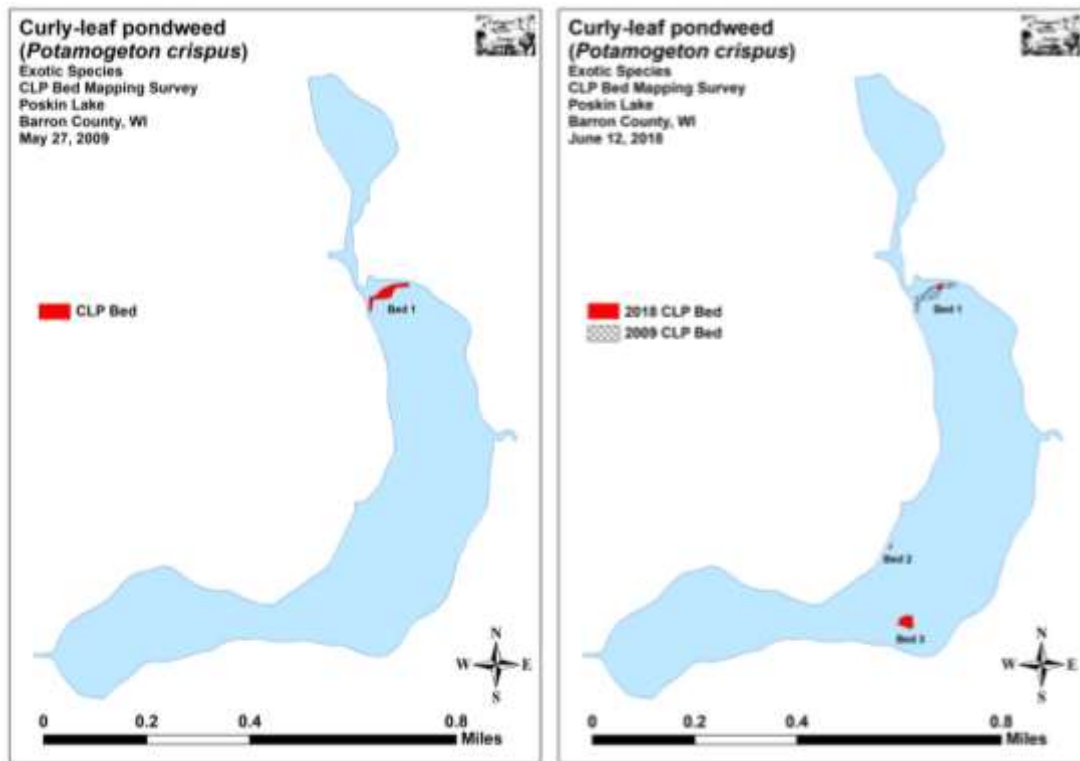 Curly-leaf pondweed
(Potamogeton crispus)
Exotic Species
CLP Bed Mapping Survey
Poskin Lake
Barron County, WI
May 27, 2009
CLP Bed
Bed 1
N
W E
S
0 0.2 0.4 0.8
Miles
Curly-leaf pondweed
(Potamogeton crispus)
Exotic Species
CLP Bed Mapping Survey
Poskin Lake
Barron County, WI
June 12, 2018
Bed 1
2018 CLP Bed
2009 CLP Bed
Bed 2
Bed 3
N
W E
S
0 0.2 0.4 0.8
Miles